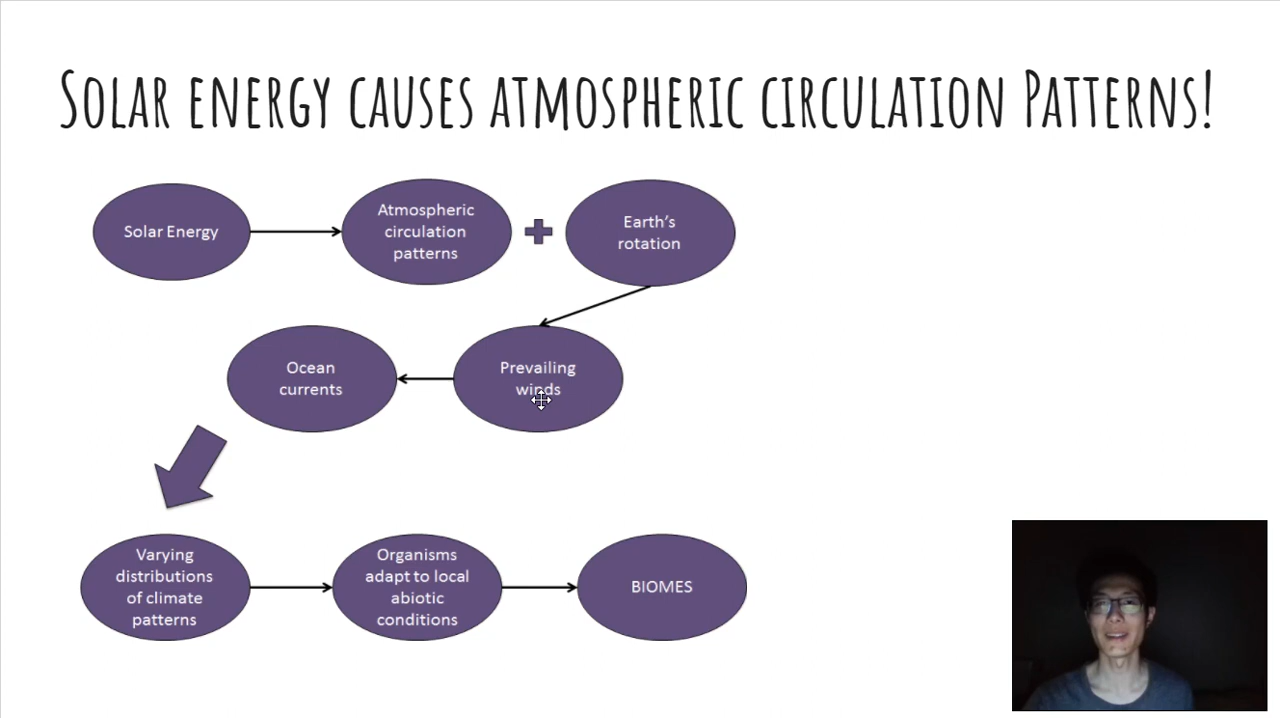 Solar energy causes atmospheric circulation Patterns!
Solar Energy
Atmospheric
circulation
patterns
Earth's
rotation
Ocean
currents
Prevailing
winds
Varying
distributions
of climate
patterns
Organisms
adapt to local
abiotic
conditions
BIOMES